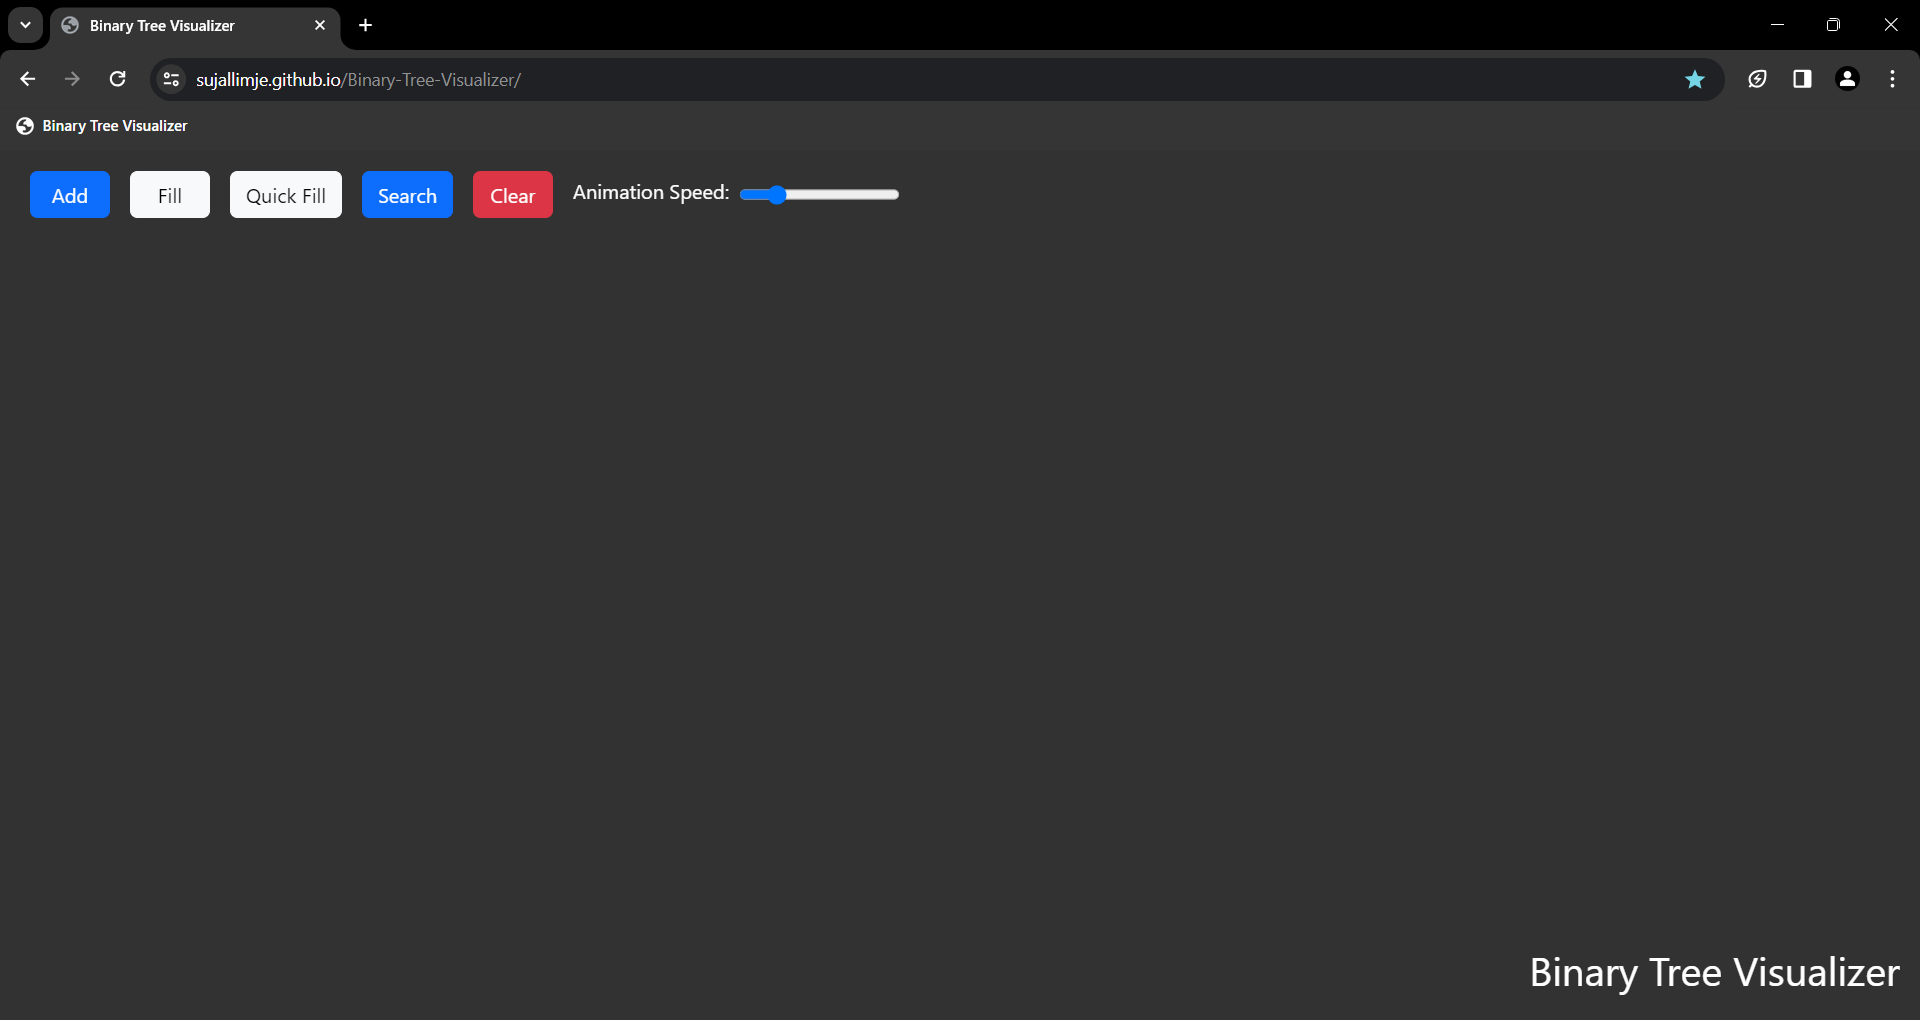 Binary Tree Visualizer
sujallimje.github.io/Binary-Tree-Visualizer/
Binary Tree Visualizer
Add Fill Quick Fill Search Clear Animation Speed:
Binary Tree Visualizer